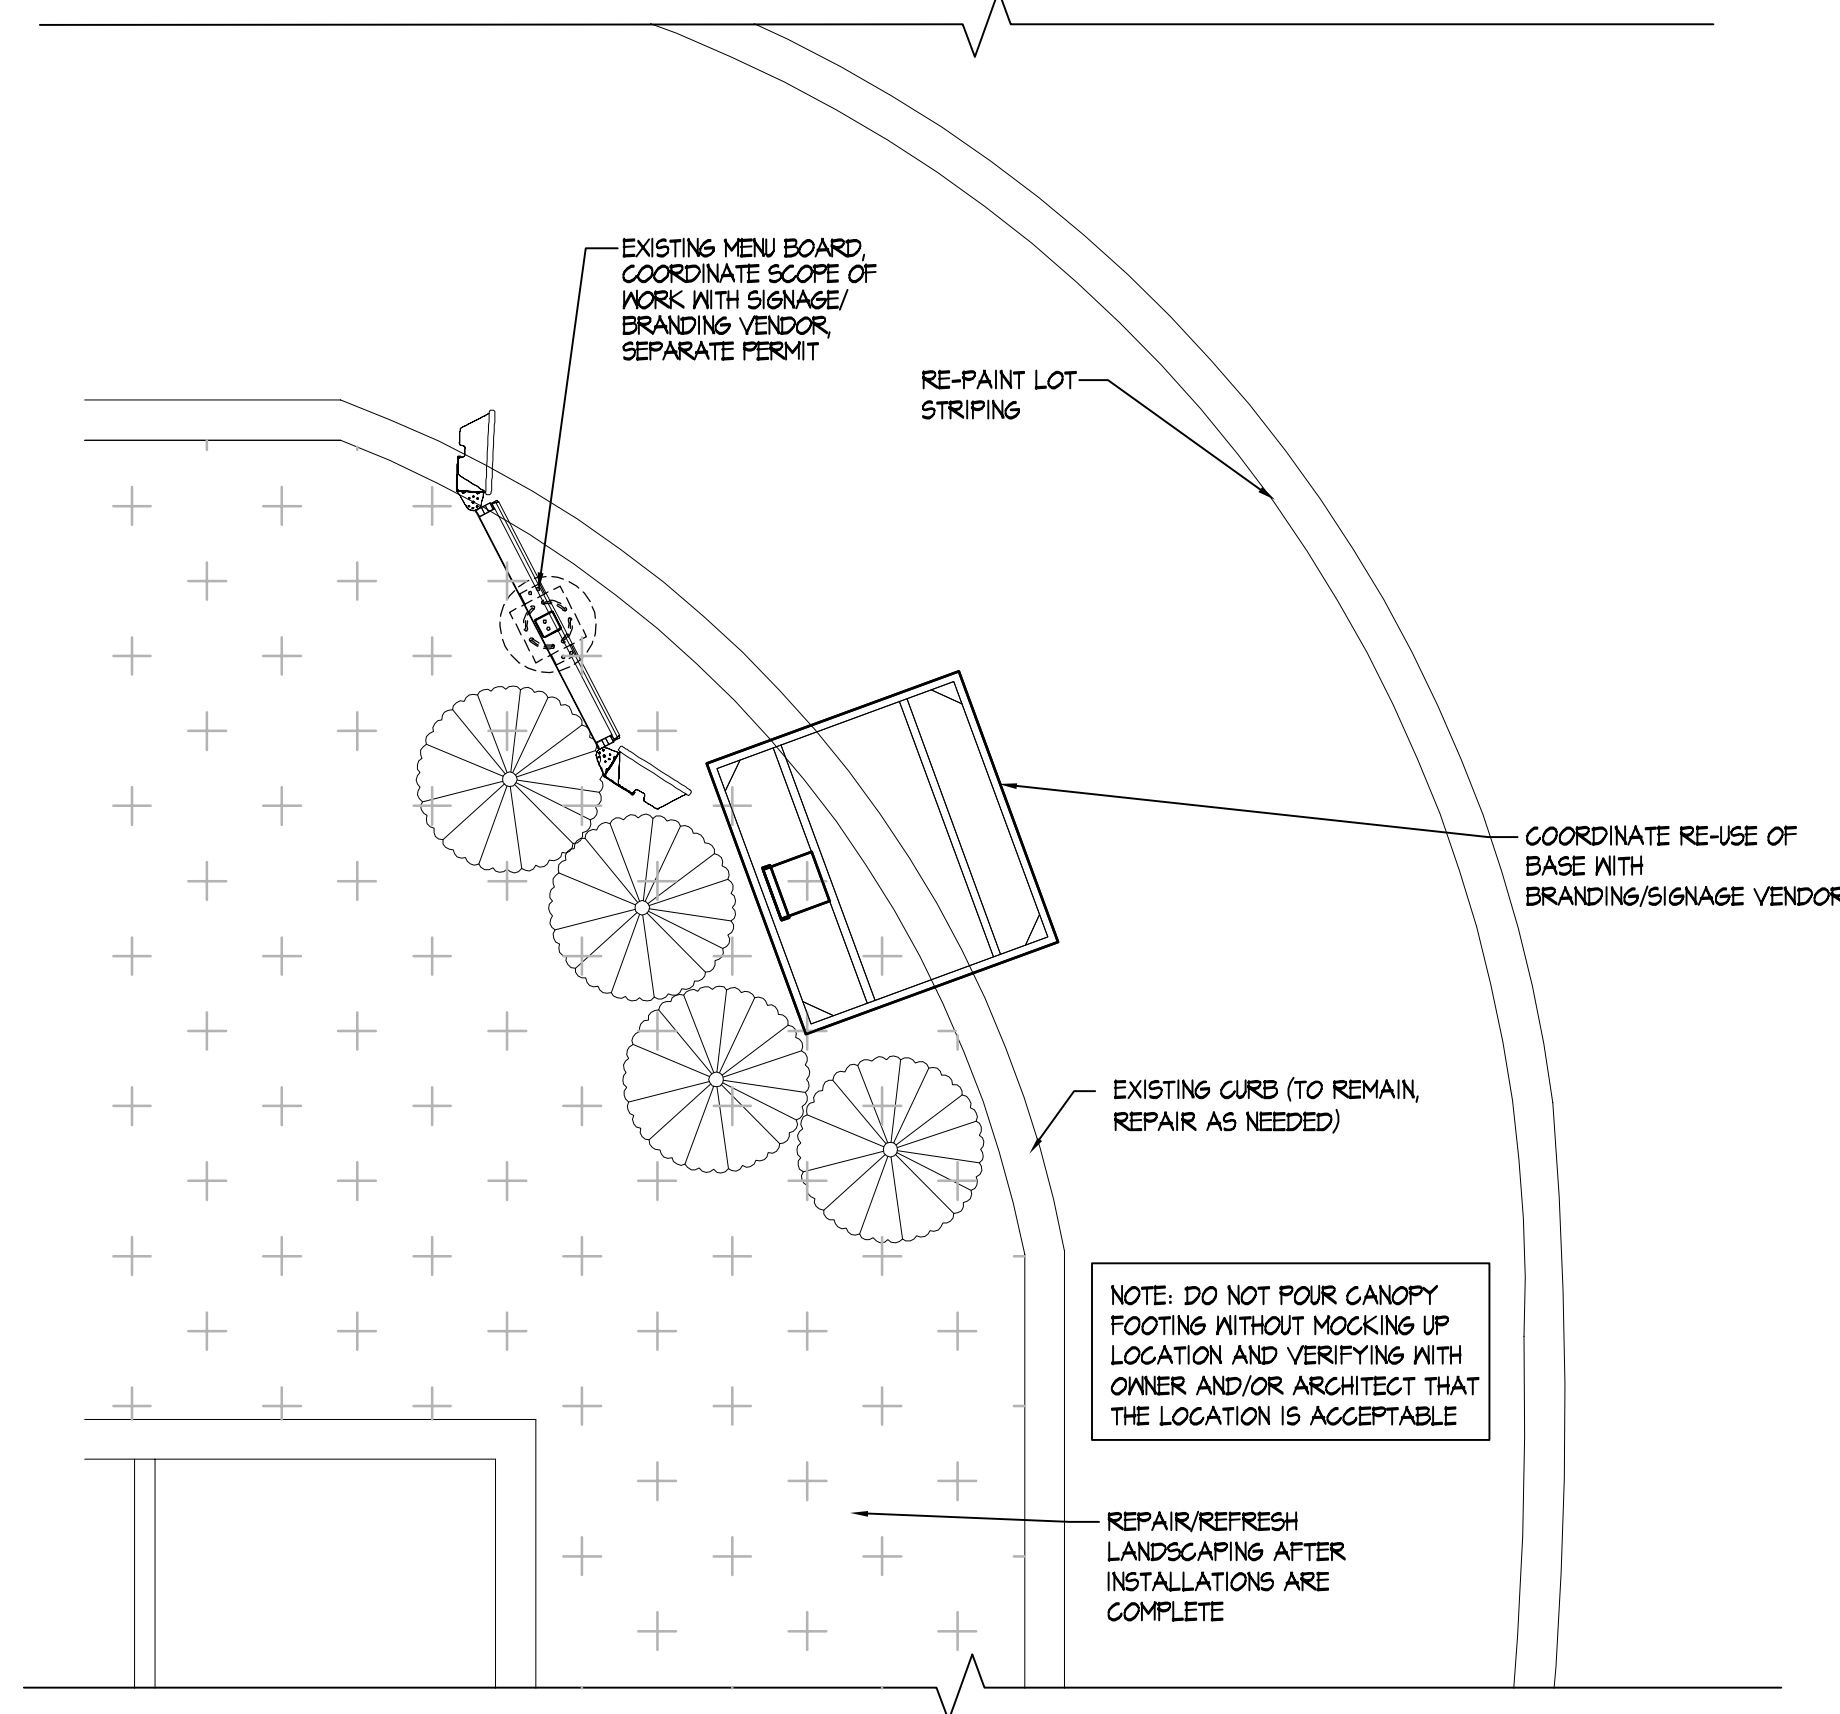 EXISTING MENU BOARD,
COORDINATE SCOPE OF
WORK WITH SIGNAGE/
BRANDING VENDOR,
SEPARATE PERMIT
RE-PAINT LOT
STRIPING
COORDINATE RE-USE OF
BASE WITH
BRANDING/SIGNAGE VENDOR
EXISTING CURB (TO REMAIN,
REPAIR AS NEEDED)
NOTE: DO NOT POUR CANOPY
FOOTING WITHOUT MOCKING UP
LOCATION AND VERIFYING WITH
OWNER AND/OR ARCHITECT THAT
THE LOCATION IS ACCEPTABLE
REPAIR/REFRESH
LANDSCAPING AFTER
INSTALLATIONS ARE
COMPLETE